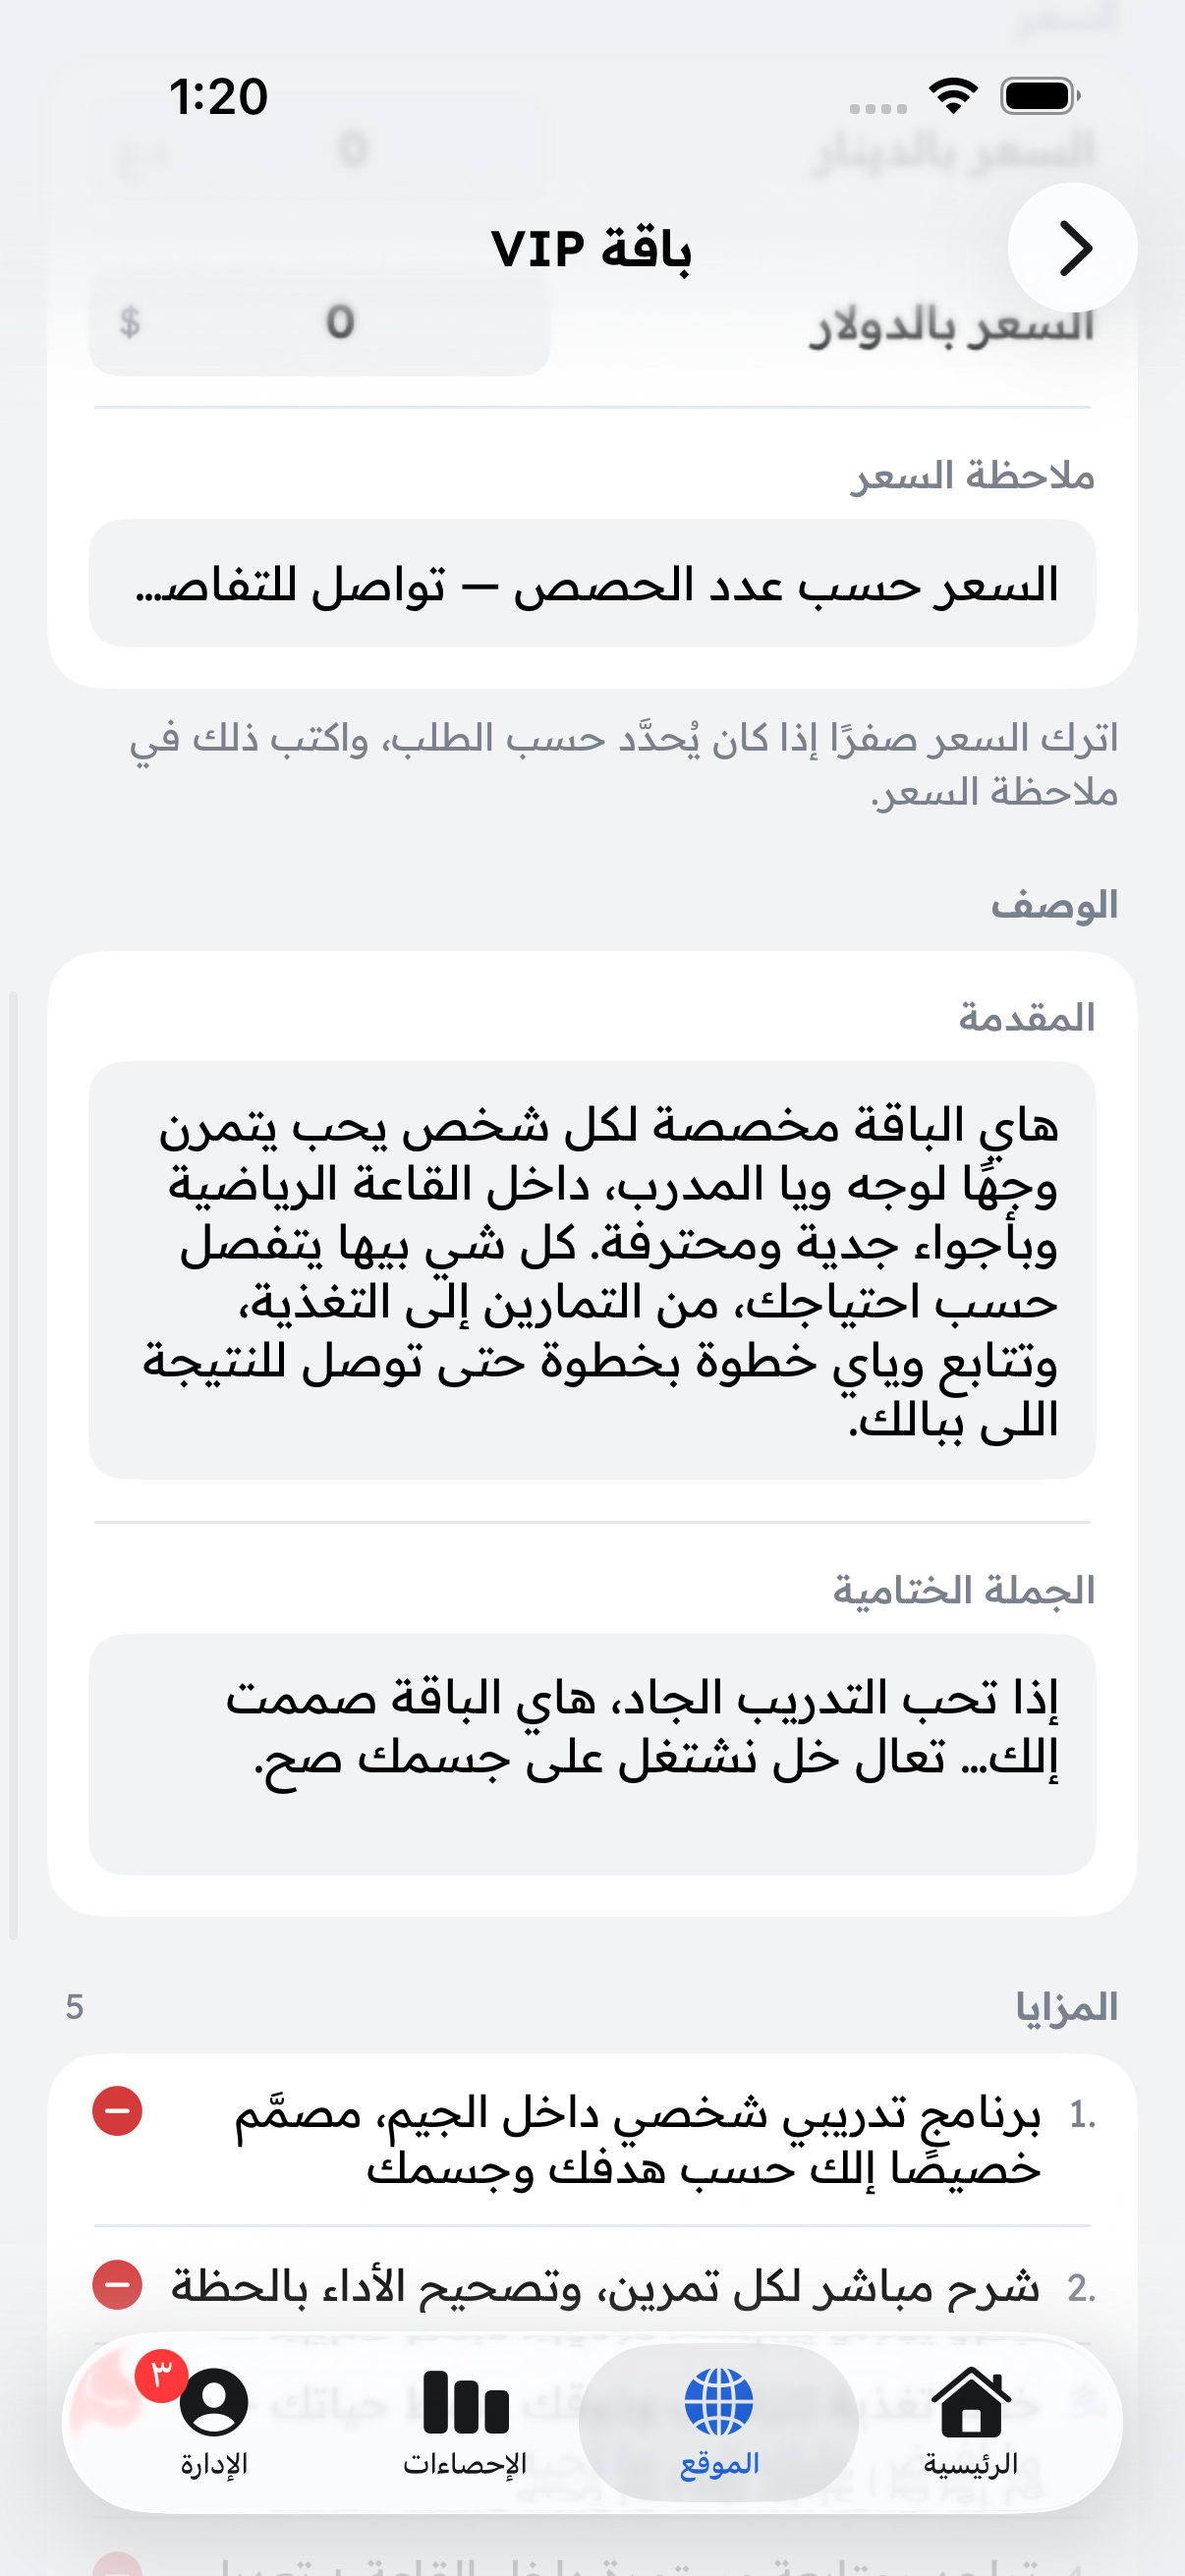 السعر
1:20
السعر بالدينار
0
د.ع
باقة VIP
السعر بالدولار
0
$
ملاحظة السعر
السعر حسب عدد الحصص — تواصل للتفاصـ...
اترك السعر صفرًا إذا كان يُحدَّد حسب الطلب، واكتب ذلك في
ملاحظة السعر.
الوصف
المقدمة
هاي الباقة مخصصة لكل شخص يحب يتمرن
وجهًا لوجه ويا المدرب، داخل القاعة الرياضية
وبأجواء جدية ومحترفة. كل شي بيها يتفصل
حسب احتياجك، من التمارين إلى التغذية،
وتتابع وياي خطوة بخطوة حتى توصل للنتيجة
اللي ببالك.
الجملة الختامية
إذا تحب التدريب الجاد، هاي الباقة صممت
إلك... تعال خل نشتغل على جسمك صح.
المزايا
5
1. برنامج تدريبي شخصي داخل الجيم، مصمَّم
خصيصًا إلك حسب هدفك وجسمك
2. شرح مباشر لكل تمرين، وتصحيح الأداء بالحظة
الرئيسية
الموقع
الإحصاءات
الإدارة
٣